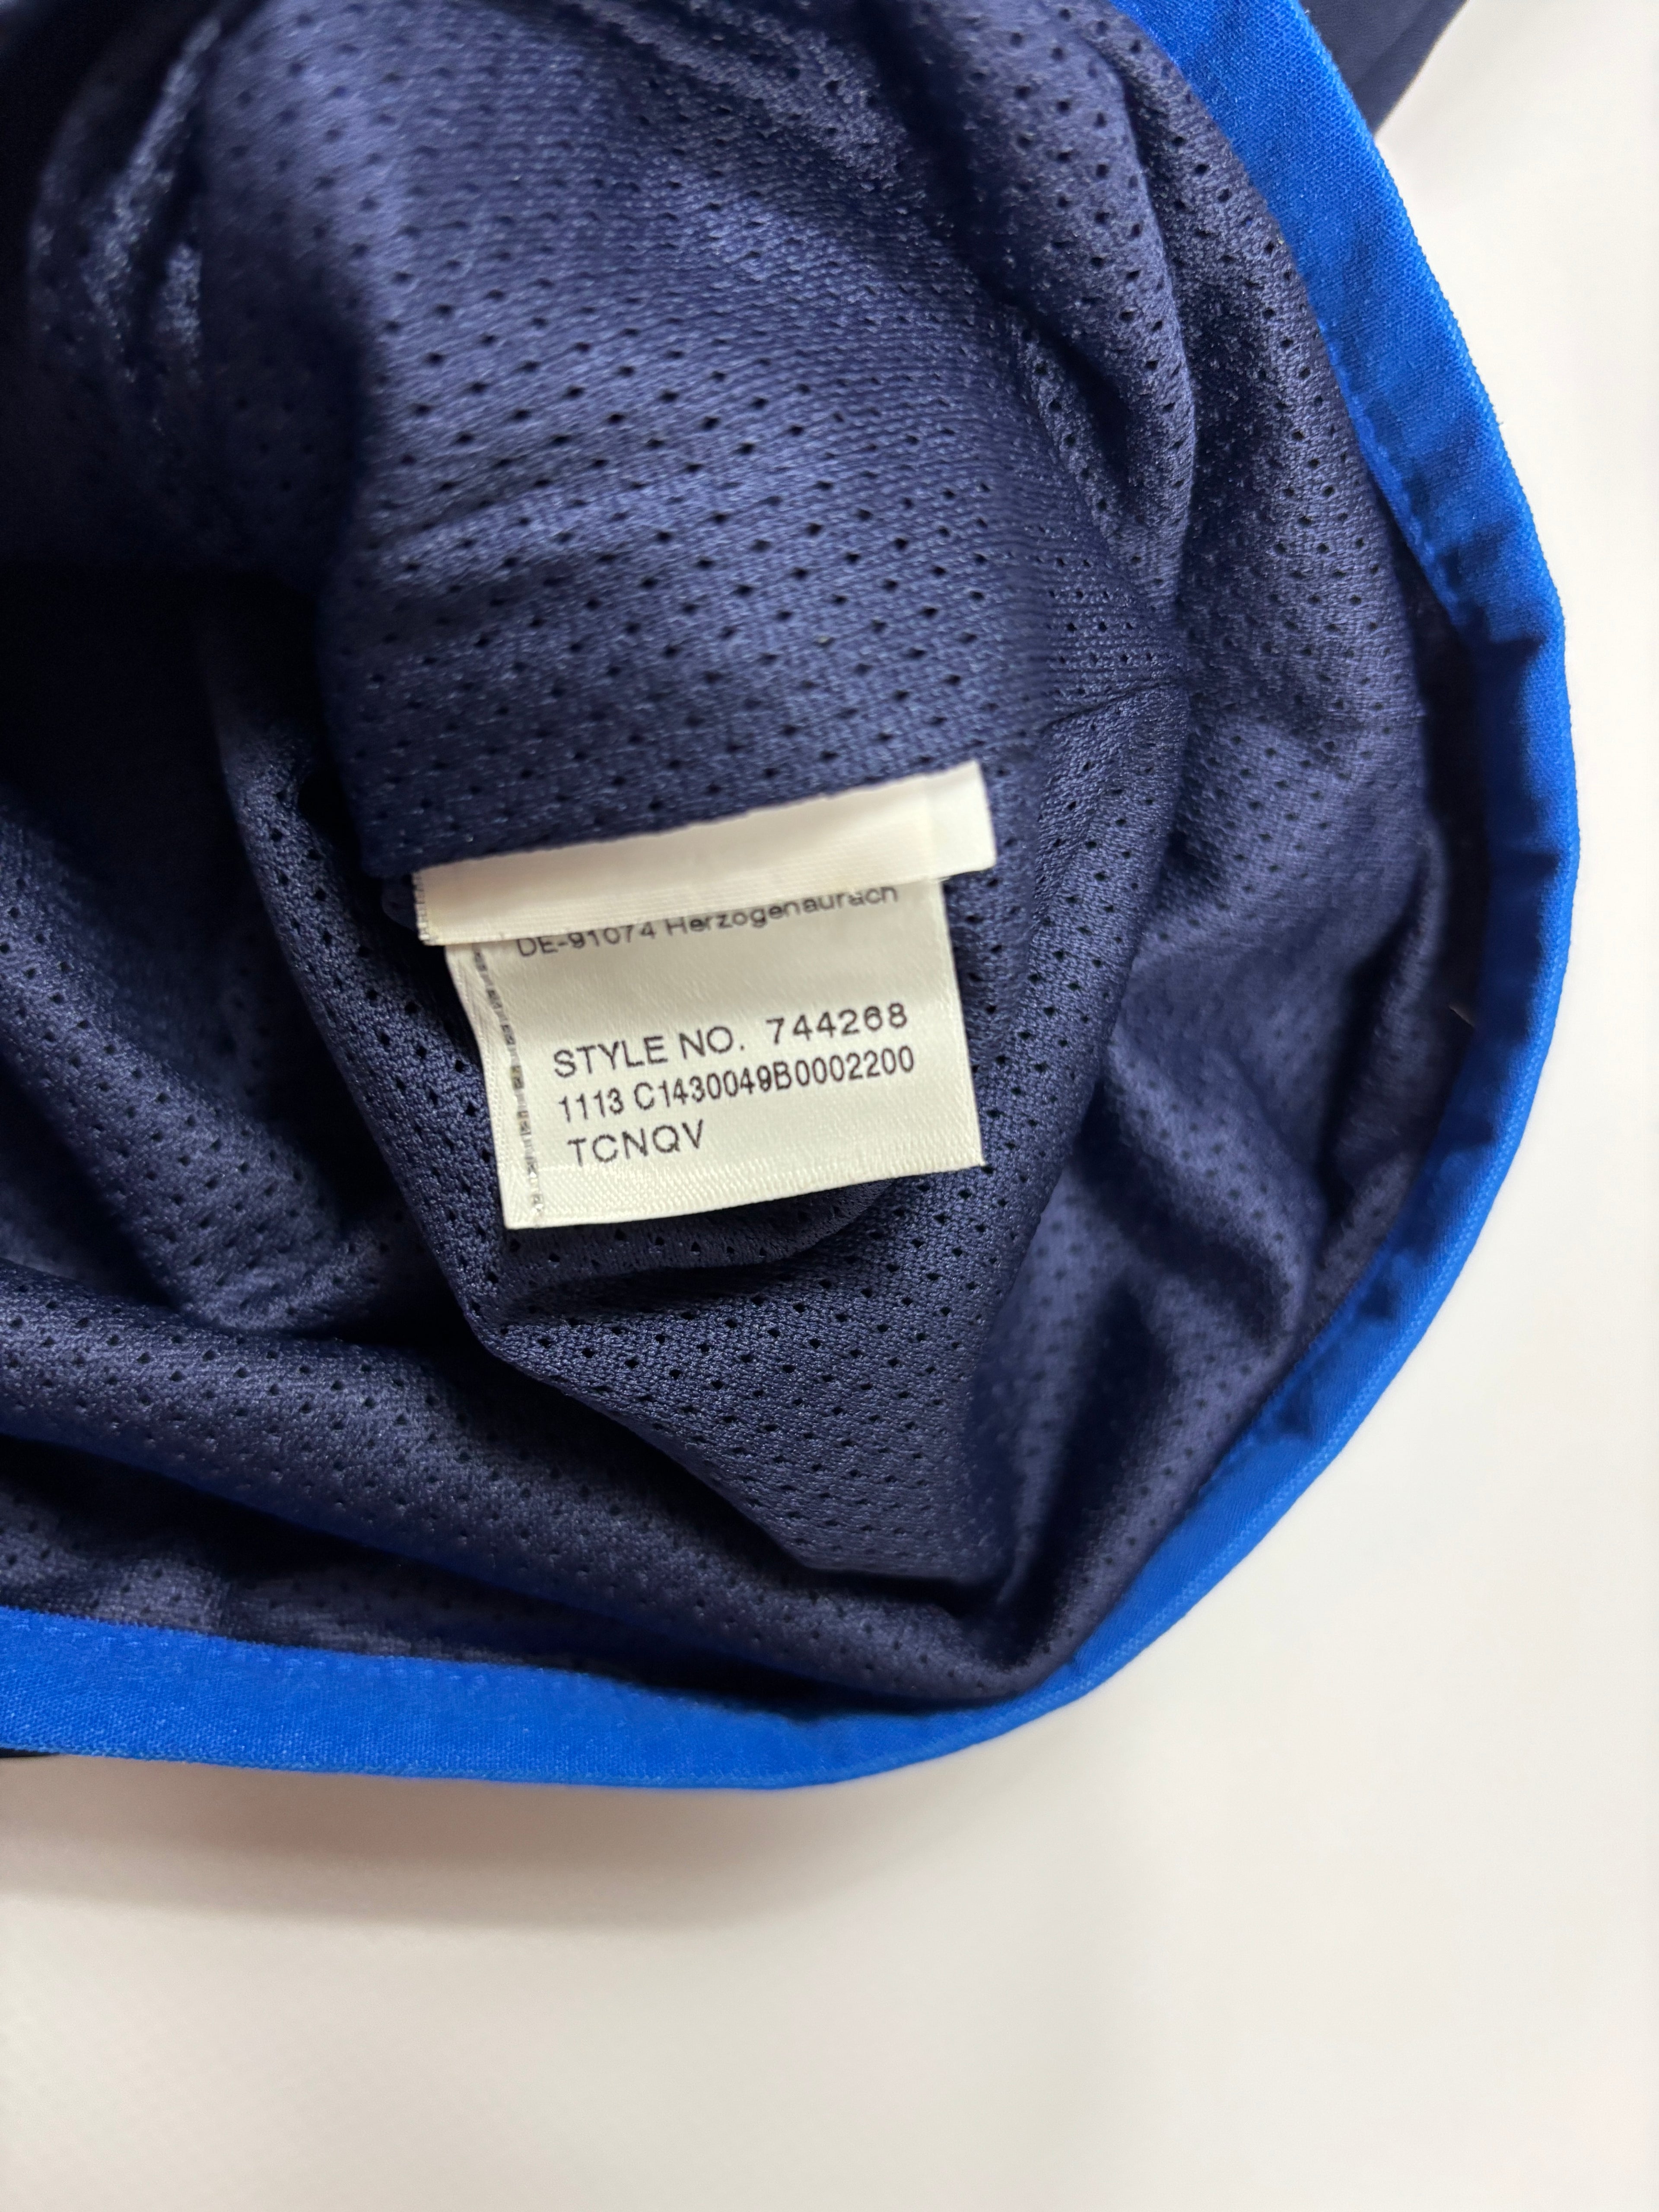 DE-91074 Herzogenaurach
STYLE NO. 744268
1113 C1430049B0002200
TCNQV